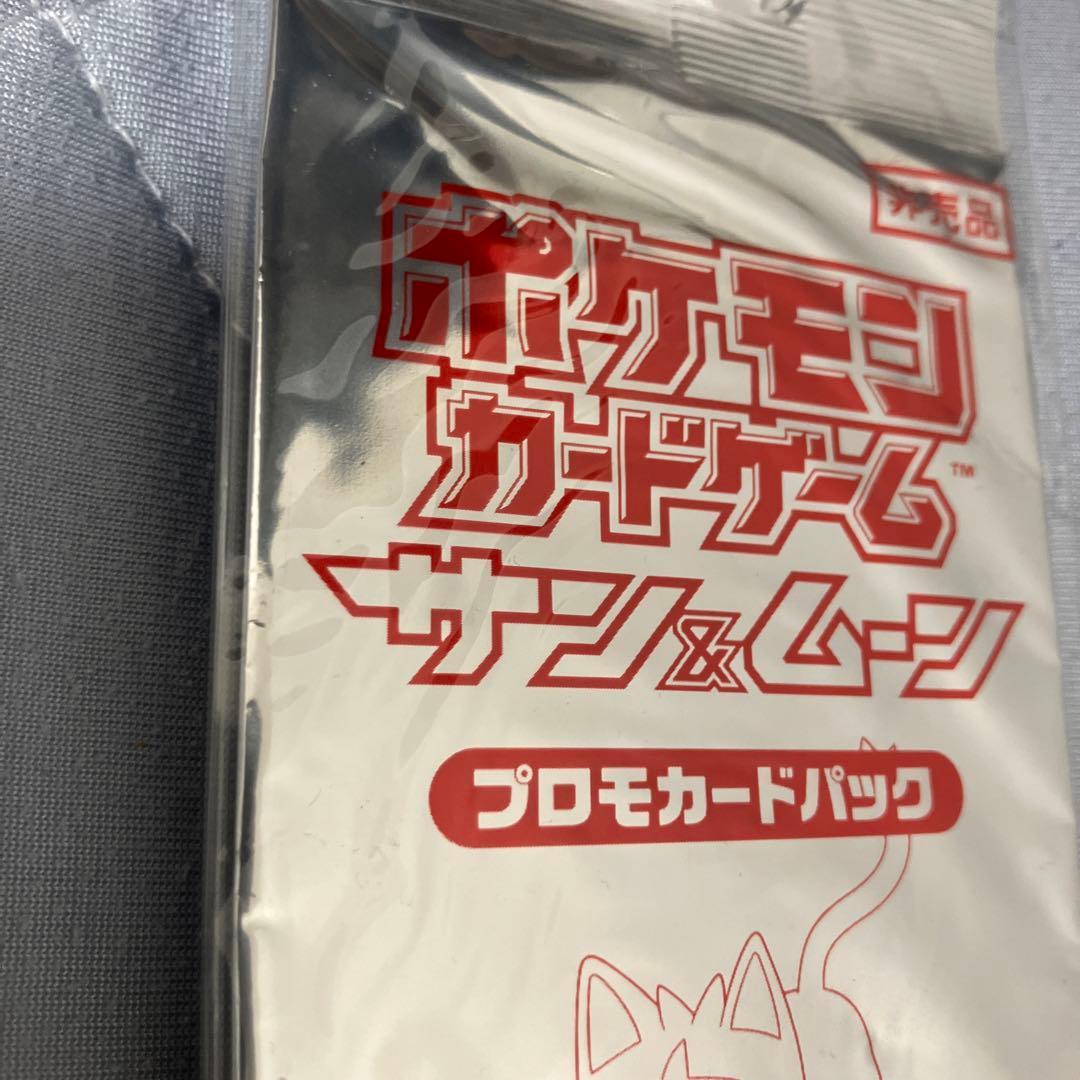 非売品
ポケモン
カードゲーム™
サン&ムーン
プロモカードパック